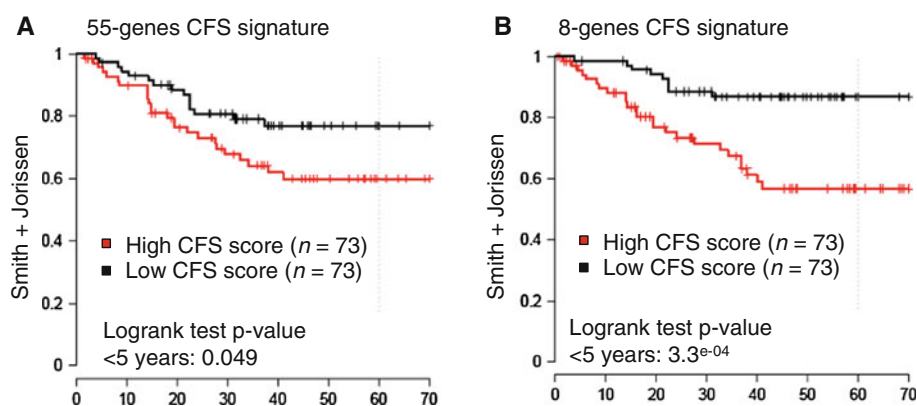 A 55-genes CFS signature
Smith + Jorissen
1
0.8
0.6
0.4
0.2
0
High CFS score (n = 73)
Low CFS score (n = 73)
Logrank test p-value
<5 years: 0.049
0 10 20 30 40 50 60 70
B 8-genes CFS signature
Smith + Jorissen
1
0.8
0.6
0.4
0.2
0
High CFS score (n = 73)
Low CFS score (n = 73)
Logrank test p-value
<5 years: 3.3e-04
0 10 20 30 40 50 60 70